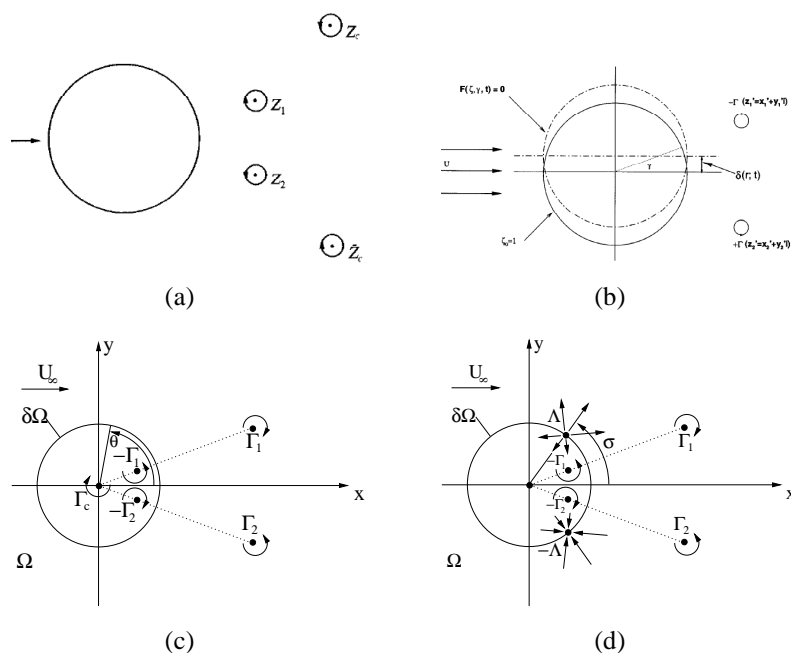 Z_c
Z_1
Z_2
Z̄_c
(a)
F(ζ, γ, t) = 0
-Γ (z_1'=x_1'+y_1'i)
υ
γ
δ(r; t)
ζ_0=1
+Γ (z_2'=x_2'+y_2'i)
(b)
y
U_∞
δΩ
θ
Γ_1
-Γ_1
Γ_c
x
-Γ_2
Γ_2
Ω
(c)
y
U_∞
Λ
δΩ
σ
Γ_1
-Γ_1
x
-Γ_2
Γ_2
-Λ
Ω
(d)